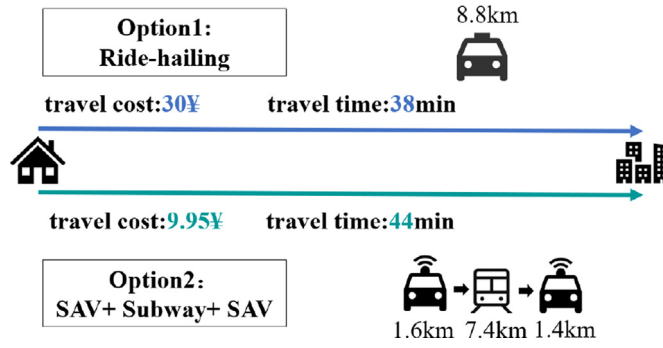 Option1:
Ride-hailing
8.8km
travel cost:30¥ travel time:38min
travel cost:9.95¥ travel time:44min
Option2:
SAV+ Subway+ SAV
1.6km 7.4km 1.4km